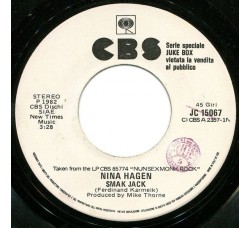 CBS
Serie speciale
JUKE BOX
vietata la vendita
al pubblico
STEREO
℗ 1982
CBS Dischi
SIAE
New Times
Music
3:28
45 Giri
JC 15067
Taken from the LP CBS 85774 "NUNSEXMONKROCK"
NINA HAGEN
SMAK JACK
(Ferdinand Karmelk)
Produced by Mike Thorne